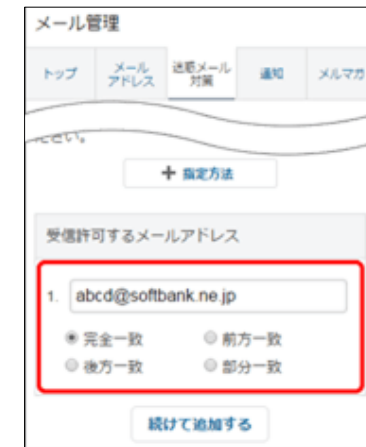 メール管理
トップ
メール
アドレス
迷惑メール
対策
通知
メルマガ
ださい。
+ 指定方法
受信許可するメールアドレス
1. abcd@softbank.ne.jp
完全一致 前方一致
後方一致 部分一致
続けて追加する